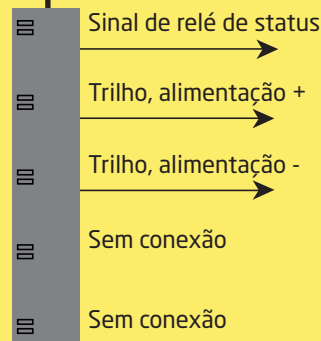 Sinal de relé de status
Trilho, alimentação +
Trilho, alimentação -
Sem conexão
Sem conexão